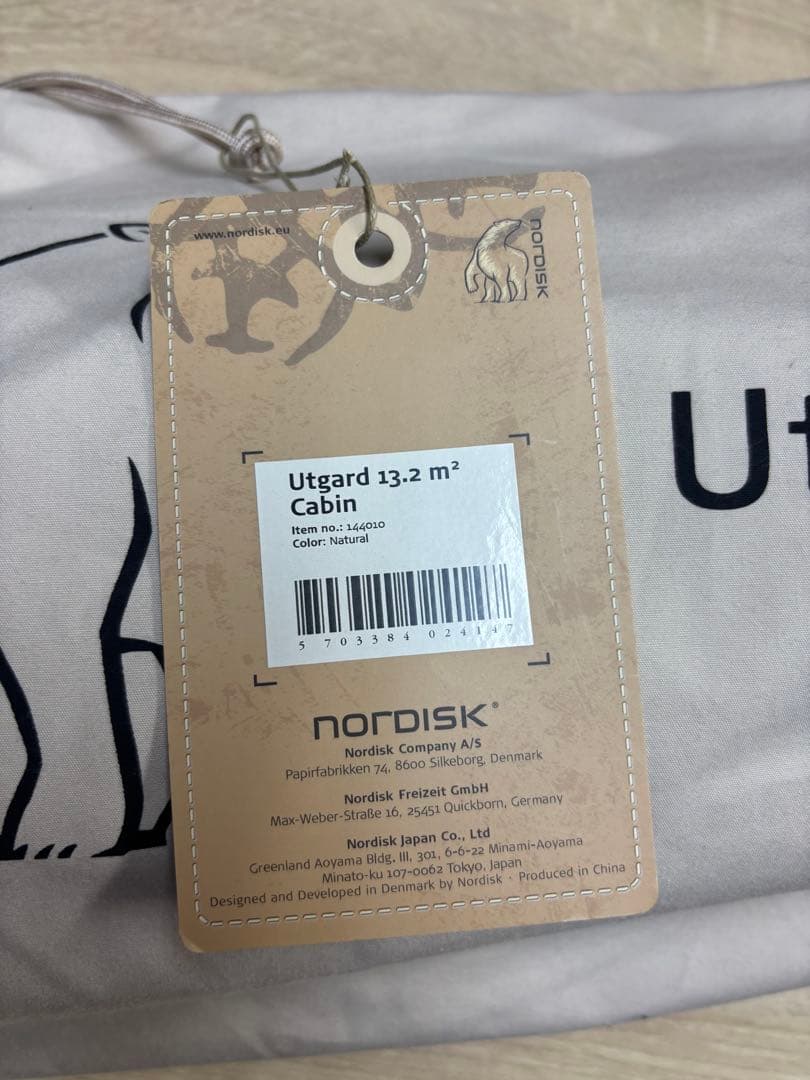 www.nordisk.eu
nordisk
Ut
Utgard 13.2 m²
Cabin
Item no.: 144010
Color: Natural
5 703384 024147
nordisk®
Nordisk Company A/S
Papirfabrikken 74, 8600 Silkeborg, Denmark
Nordisk Freizeit GmbH
Max-Weber-Straße 16, 25451 Quickborn, Germany
Nordisk Japan Co., Ltd
Greenland Aoyama Bldg. III, 301, 6-6-22 Minami-Aoyama
Minato-ku 107-0062 Tokyo, Japan
Designed and Developed in Denmark by Nordisk · Produced in China